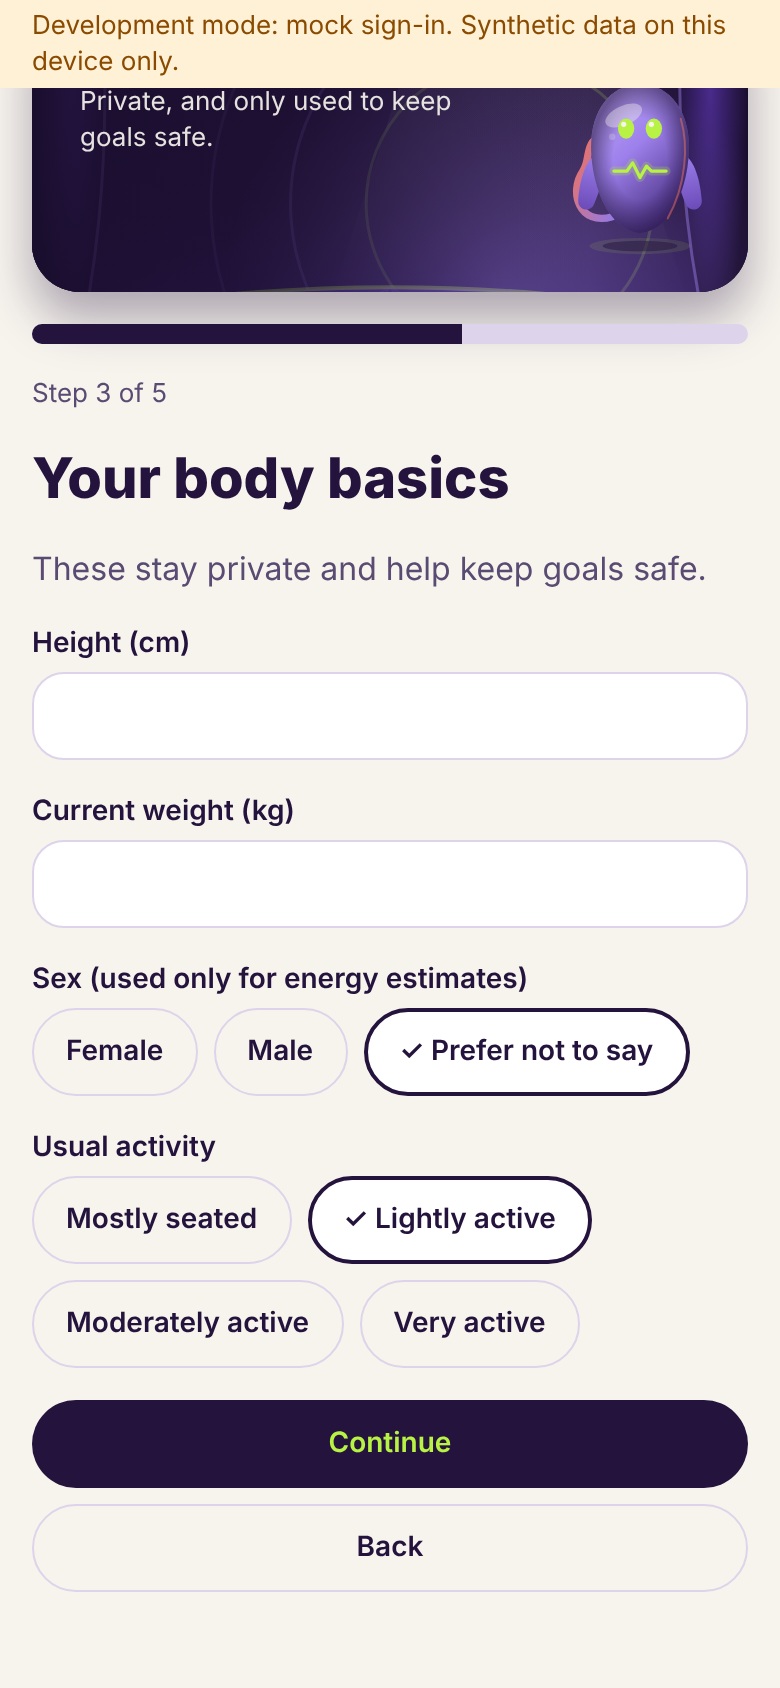 Development mode: mock sign-in. Synthetic data on this
device only.
Private, and only used to keep
goals safe.
Step 3 of 5
Your body basics
These stay private and help keep goals safe.
Height (cm)
Current weight (kg)
Sex (used only for energy estimates)
Female
Male
✓ Prefer not to say
Usual activity
Mostly seated
✓ Lightly active
Moderately active
Very active
Continue
Back